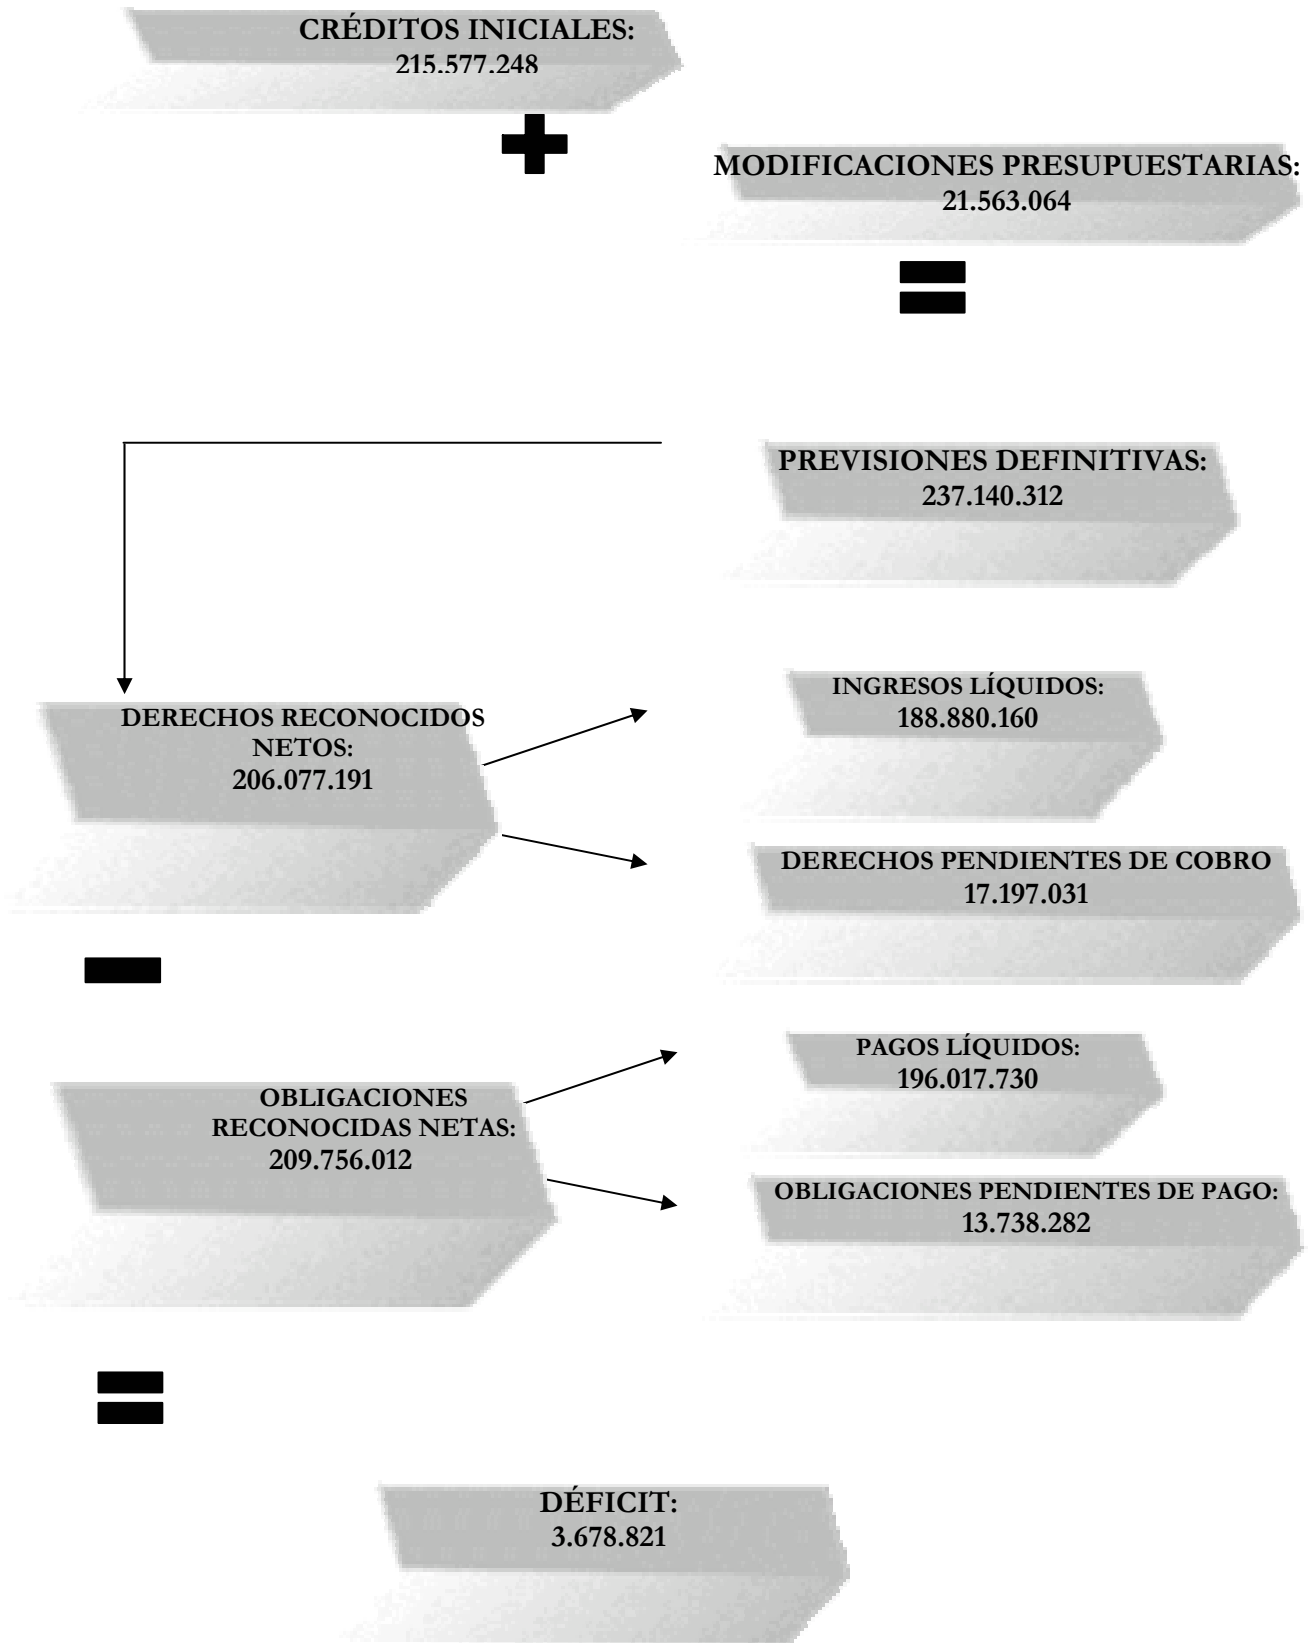 CRÉDITOS INICIALES:
215.577.248
MODIFICACIONES PRESUPUESTARIAS:
21.563.064
PREVISIONES DEFINITIVAS:
237.140.312
DERECHOS RECONOCIDOS
NETOS:
206.077.191
INGRESOS LÍQUIDOS:
188.880.160
DERECHOS PENDIENTES DE COBRO
17.197.031
OBLIGACIONES
RECONOCIDAS NETAS:
209.756.012
PAGOS LÍQUIDOS:
196.017.730
OBLIGACIONES PENDIENTES DE PAGO:
13.738.282
DÉFICIT:
3.678.821